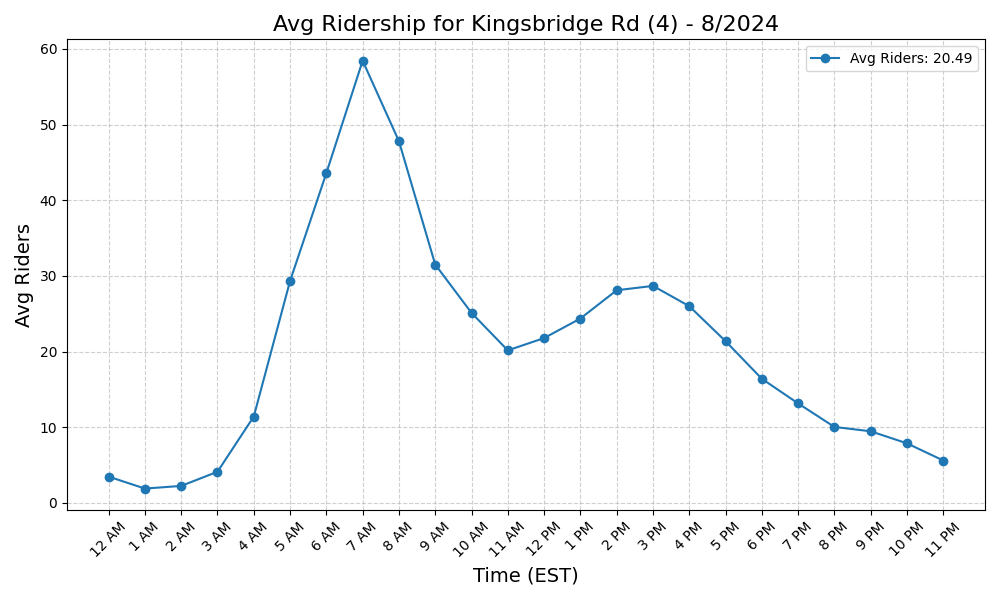 Avg Ridership for Kingsbridge Rd (4) - 8/2024
Avg Riders: 20.49
60
50
40
30
20
10
0
Avg Riders
12 AM
1 AM
2 AM
3 AM
4 AM
5 AM
6 AM
7 AM
8 AM
9 AM
10 AM
11 AM
12 PM
1 PM
2 PM
3 PM
4 PM
5 PM
6 PM
7 PM
8 PM
9 PM
10 PM
11 PM
Time (EST)